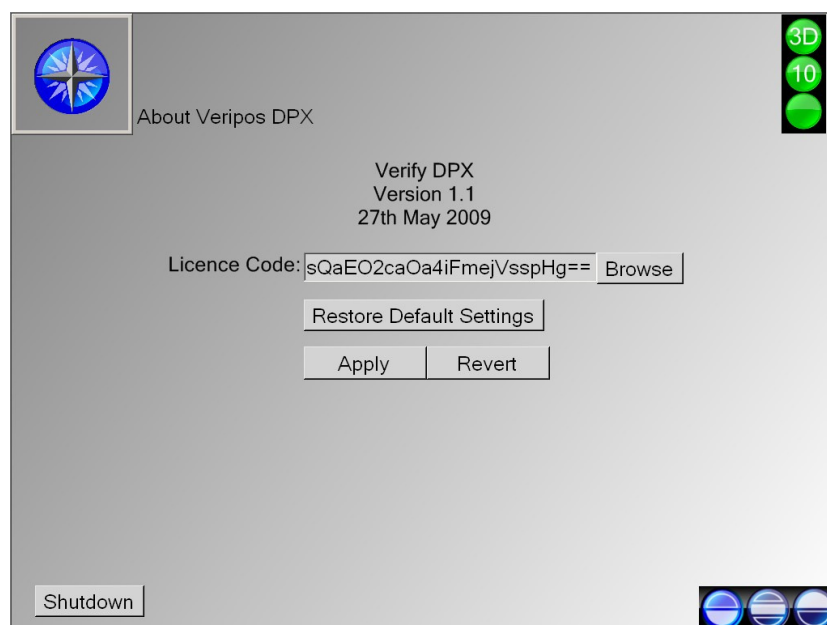 3D
10
About Veripos DPX
Verify DPX
Version 1.1
27th May 2009
Licence Code: sQaEO2caOa4iFmejVsspHg== Browse
Restore Default Settings
Apply Revert
Shutdown